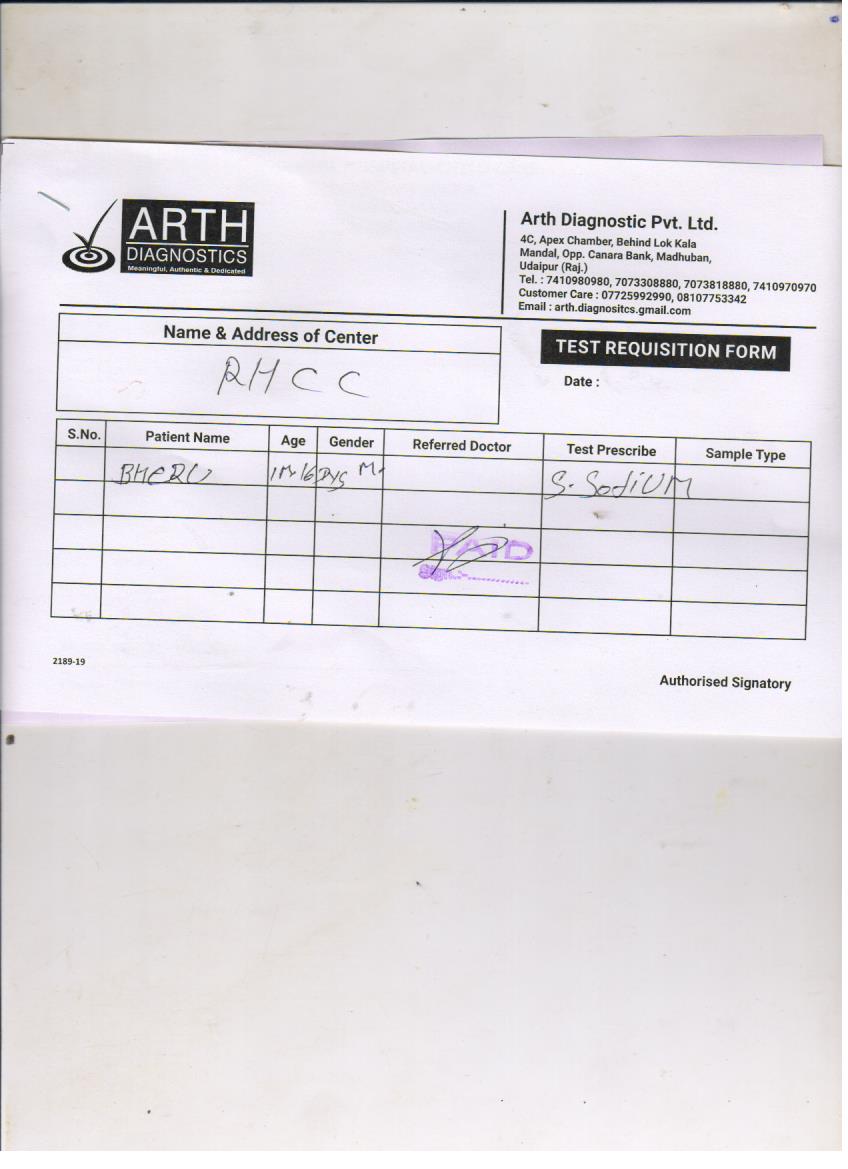 ARTH
DIAGNOSTICS
Meaningful, Authentic & Dedicated
Arth Diagnostic Pvt. Ltd.
4C, Apex Chamber, Behind Lok Kala
Mandal, Opp. Canara Bank, Madhuban,
Udaipur (Raj.)
Tel. : 7410980980, 7073308880, 7073818880, 7410970970
Customer Care : 07725992990, 08107753342
Email : arth.diagnositcs.gmail.com
Name & Address of Center
RHCC
TEST REQUISITION FORM
Date :
S.No. Patient Name Age Gender Referred Doctor Test Prescribe Sample Type
BHERU 1M 16 Dys M. S. Sodium
PAID
2189-19
Authorised Signatory